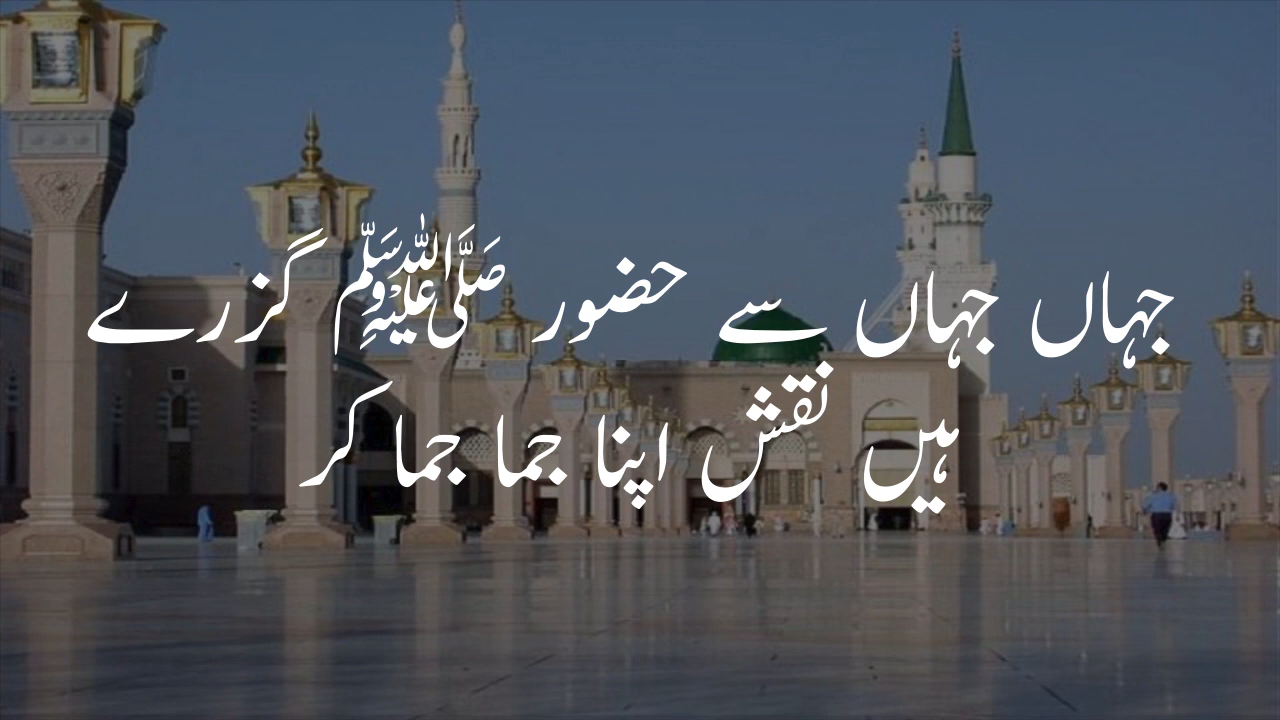 جہاں جہاں سے حضور ﷺ گزرے
ہیں نقش اپنا جما جما کر